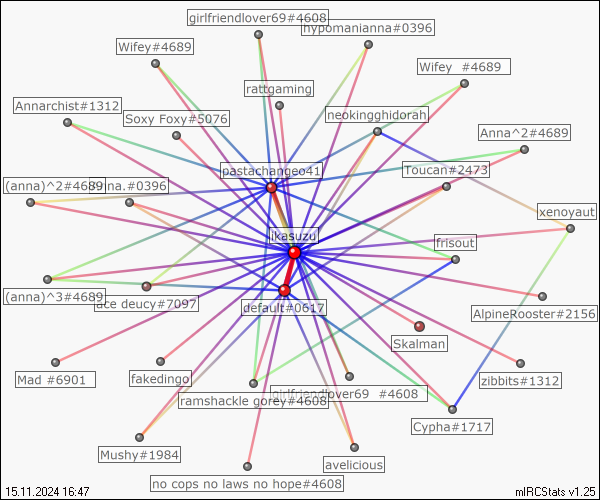 girlfriendlover69#4608
hypomanianna#0396
Wifey#4689
Wifey #4689
rattgaming
Annarchist#1312
Soxy Foxy#5076
neokingghidorah
Anna^2#4689
pastachangeo41
Toucan#2473
(anna)^2#4689
na.#0396
xenoyaut
ikasuzu
frisout
(anna)^3#4689
ace deucy#7097
default#0617
AlpineRooster#2156
Skalman
Mad #6901
fakedingo
zibbits#1312
girlfriendlover69 #4608
ramshackle gorey#4608
Cypha#1717
Mushy#1984
avelicious
no cops no laws no hope#4608
15.11.2024 16:47
mIRCStats v1.25